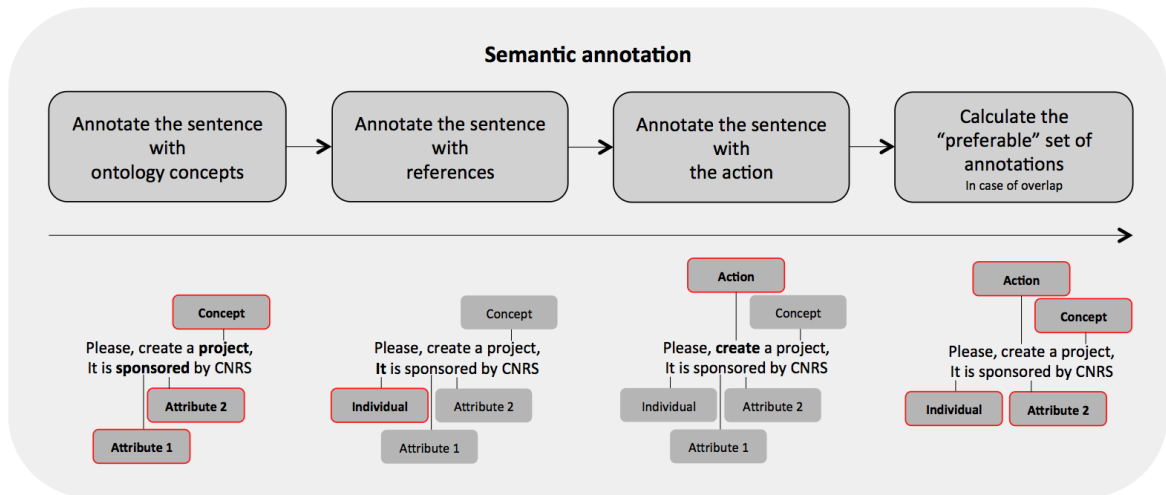 Semantic annotation
Annotate the sentence
with
ontology concepts
Annotate the sentence
with
references
Annotate the sentence
with
the action
Calculate the
“preferable” set of
annotations
In case of overlap
Concept
Please, create a project,
It is sponsored by CNRS
Attribute 2
Attribute 1
Concept
Please, create a project,
It is sponsored by CNRS
Individual
Attribute 2
Attribute 1
Action
Concept
Please, create a project,
It is sponsored by CNRS
Individual
Attribute 2
Attribute 1
Action
Concept
Please, create a project,
It is sponsored by CNRS
Individual
Attribute 2